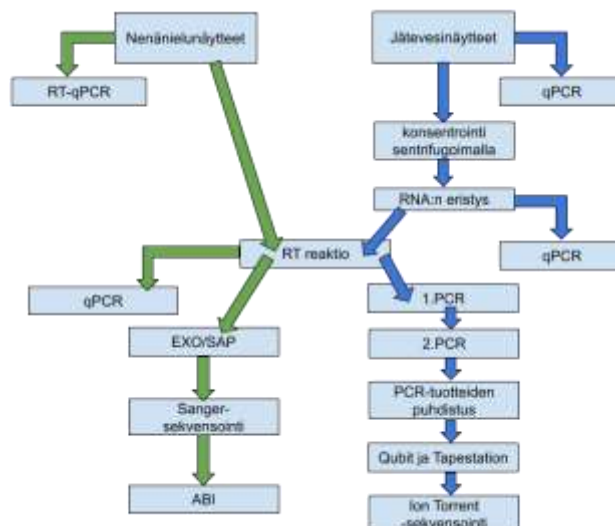 Nenänielunäytteet
Jätevesinäytteet
RT-qPCR
qPCR
konsentrointi
sentrifugoimalla
RNA:n eristys
RT reaktio
qPCR
qPCR
1.PCR
EXO/SAP
2.PCR
Sanger-
sekvensointi
PCR-tuotteiden
puhdistus
Qubit ja Tapestation
ABI
Ion Torrent
-sekvensointi